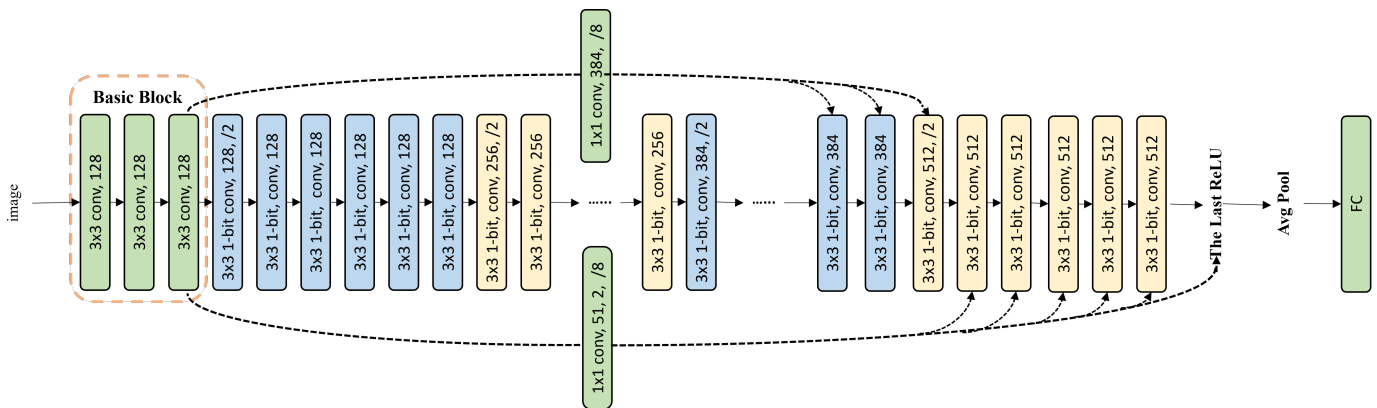 image
Basic Block
3x3 conv, 128
3x3 conv, 128
3x3 conv, 128
3x3 1-bit conv, 128, /2
3x3 1-bit, conv, 128
3x3 1-bit, conv, 128
3x3 1-bit, conv, 128
3x3 1-bit, conv, 128
3x3 1-bit, conv, 128
3x3 1-bit, conv, 256, /2
3x3 1-bit, conv, 256
1x1 conv, 384, /8
......
1x1 conv, 51, 2, /8
3x3 1-bit, conv, 256
3x3 1-bit, conv, 384, /2
......
3x3 1-bit, conv, 384
3x3 1-bit, conv, 384
3x3 1-bit, conv, 512, /2
3x3 1-bit, conv, 512
3x3 1-bit, conv, 512
3x3 1-bit, conv, 512
3x3 1-bit, conv, 512
3x3 1-bit, conv, 512
The Last ReLU
Avg Pool
FC